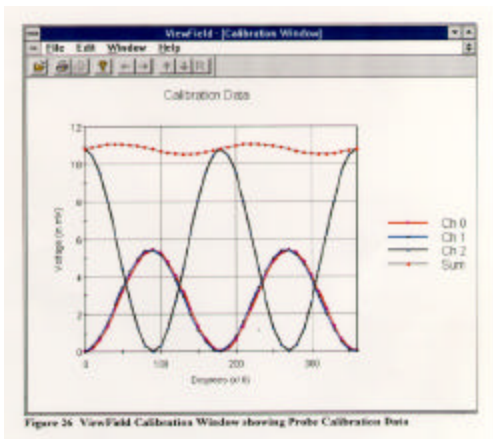 ViewField - [Calibration Window]
File Edit Window Help
Calibration Data
12
10
8
6
4
2
0
Voltage (in mV)
0 100 200 300
Degrees (of θ)
Ch 0
Ch 1
Ch 2
Sum
Figure 26 ViewField Calibration Window showing Probe Calibration Data